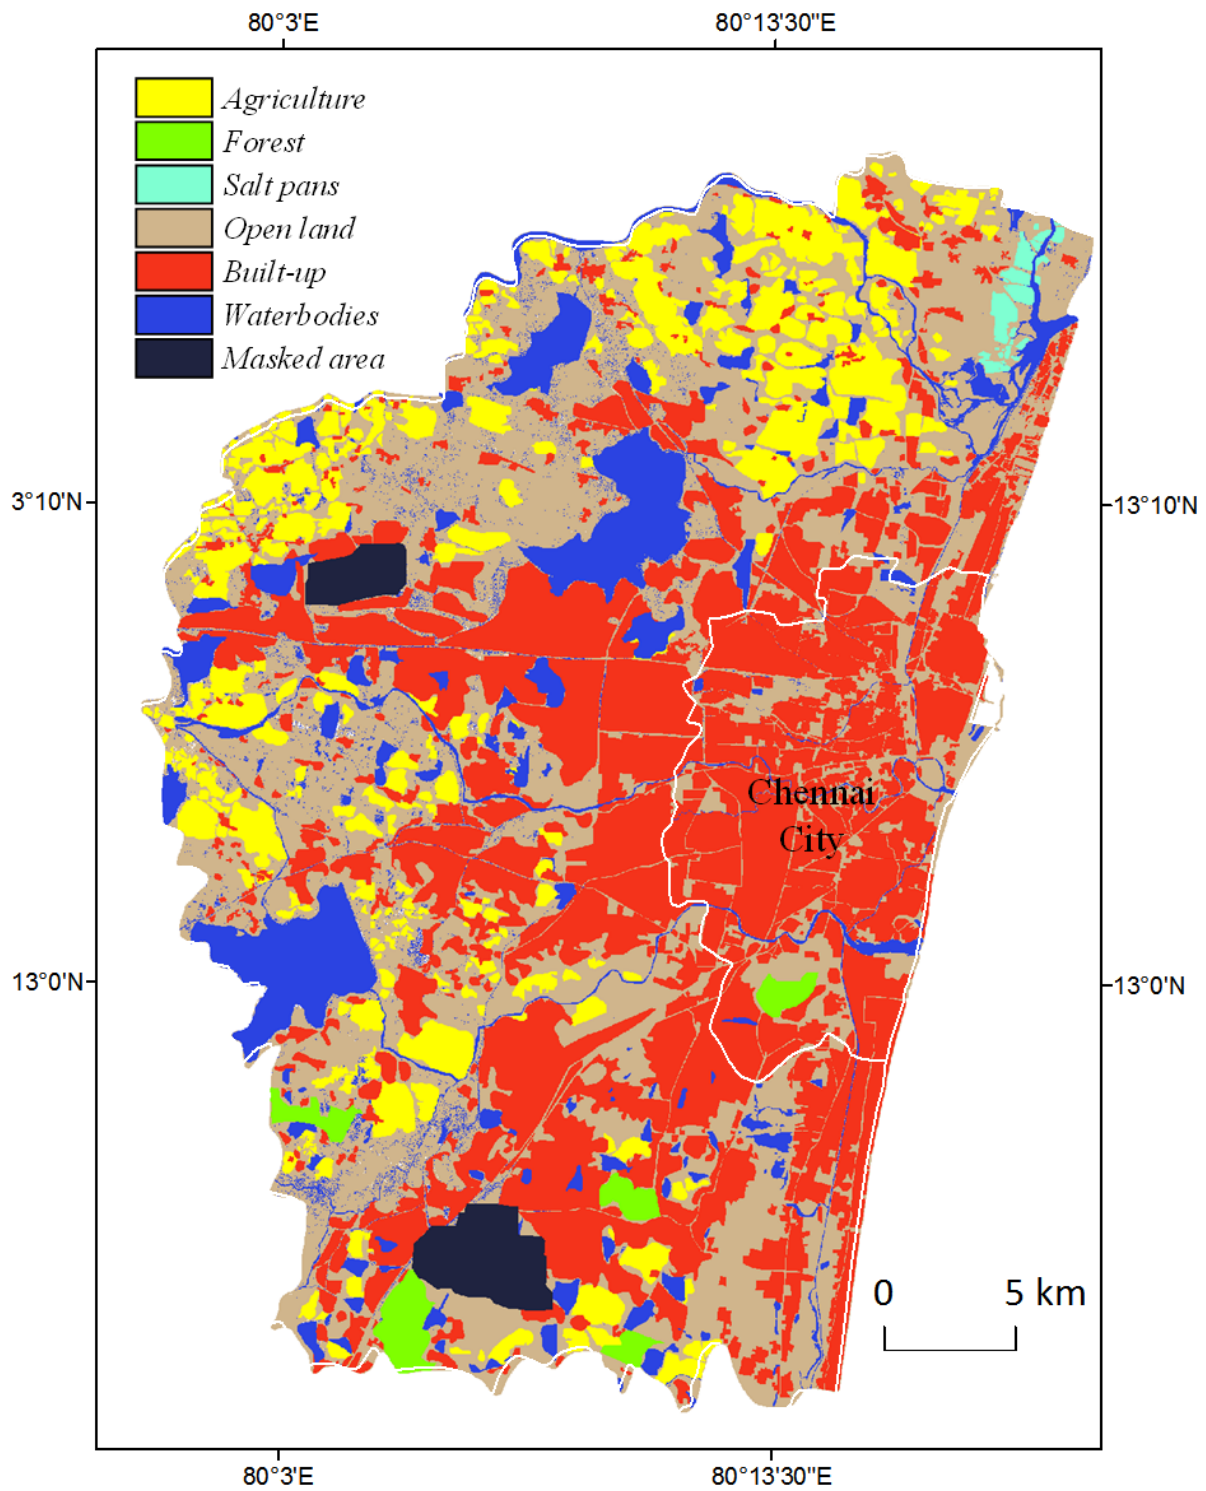 80°3'E
80°13'30"E
Agriculture
Forest
Salt pans
Open land
Built-up
Waterbodies
Masked area
3°10'N
13°10'N
Chennai
City
13°0'N
13°0'N
0
5 km
80°3'E
80°13'30"E